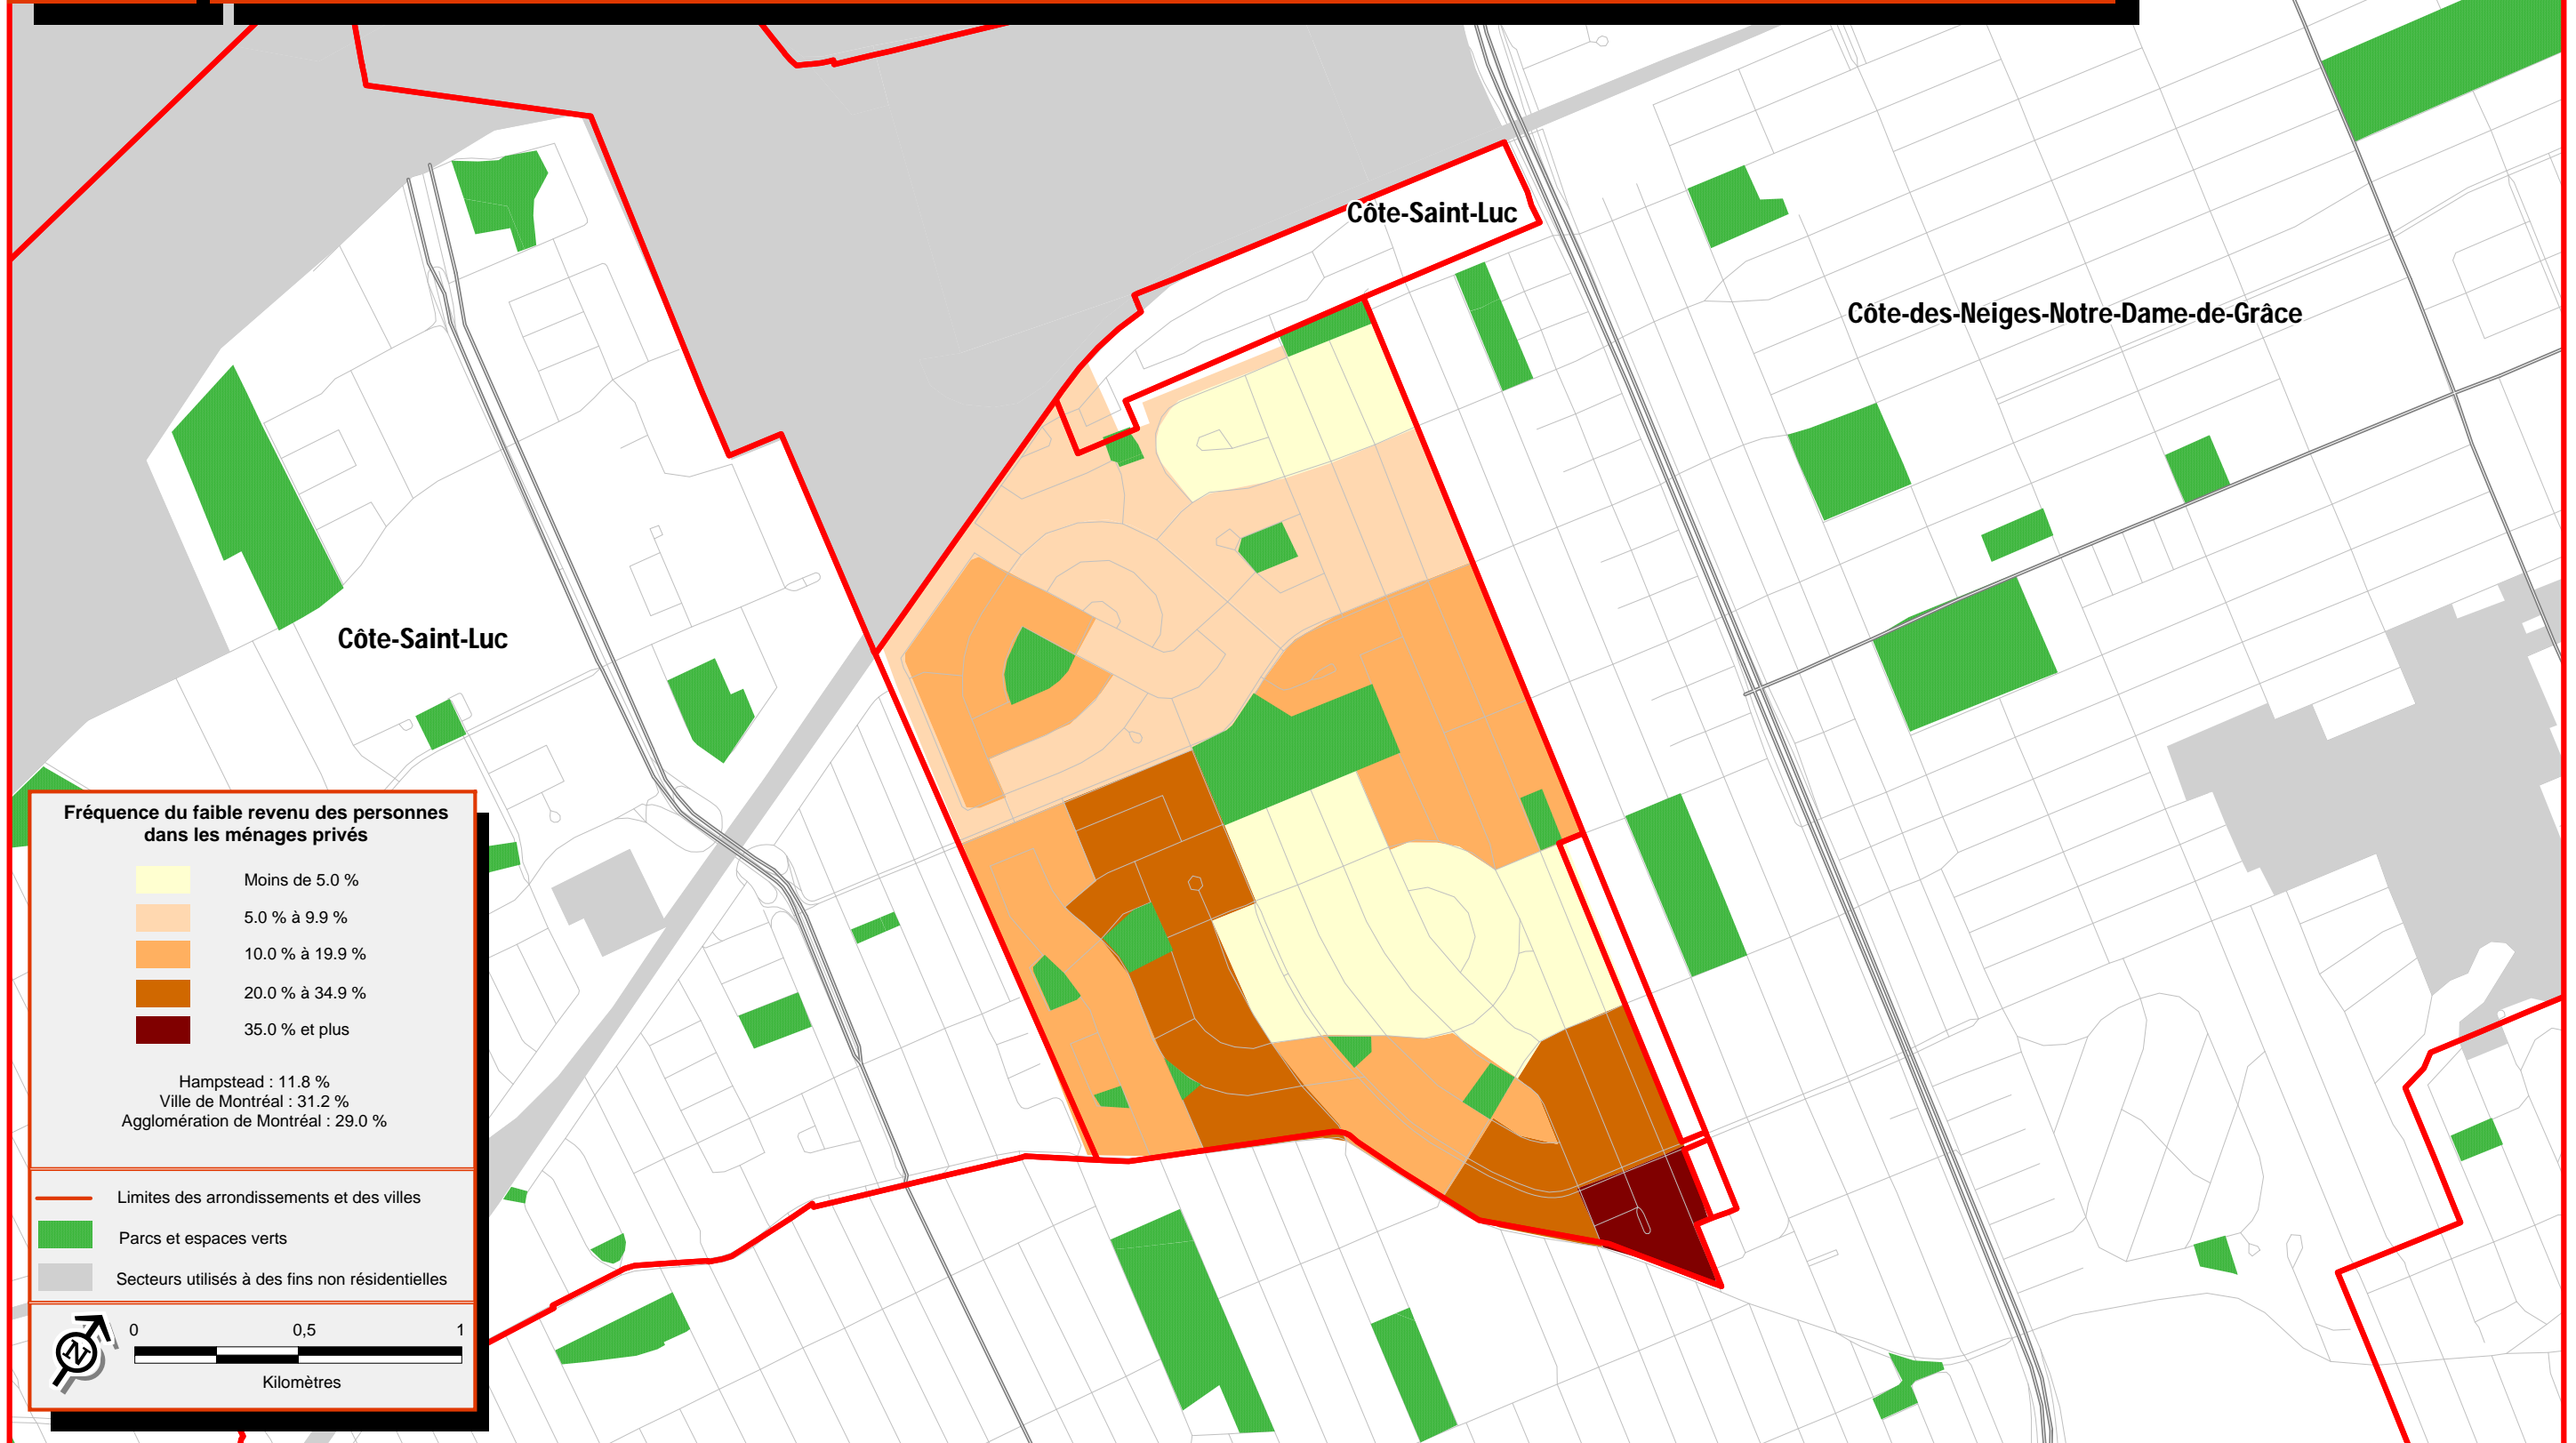 Côte-Saint-Luc
Côte-des-Neiges-Notre-Dame-de-Grâce
Côte-Saint-Luc
Fréquence du faible revenu des personnes
dans les ménages privés
Moins de 5.0 %
5.0 % à 9.9 %
10.0 % à 19.9 %
20.0 % à 34.9 %
35.0 % et plus
Hampstead : 11.8 %
Ville de Montréal : 31.2 %
Agglomération de Montréal : 29.0 %
Limites des arrondissements et des villes
Parcs et espaces verts
Secteurs utilisés à des fins non résidentielles
N
0 0,5 1
Kilomètres